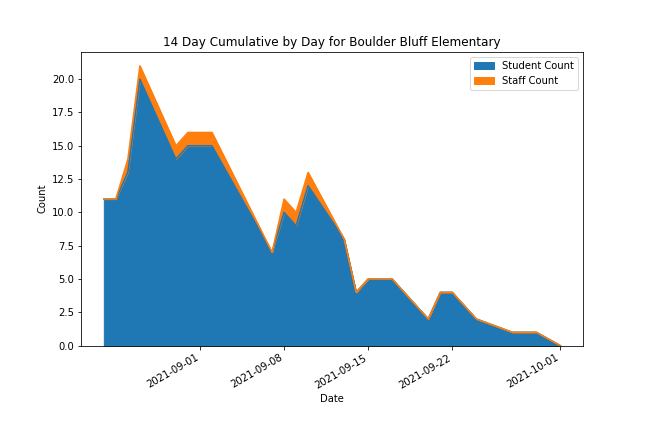 14 Day Cumulative by Day for Boulder Bluff Elementary
Student Count
Staff Count
20.0
17.5
15.0
12.5
10.0
7.5
5.0
2.5
0.0
Count
2021-09-01
2021-09-08
2021-09-15
2021-09-22
2021-10-01
Date